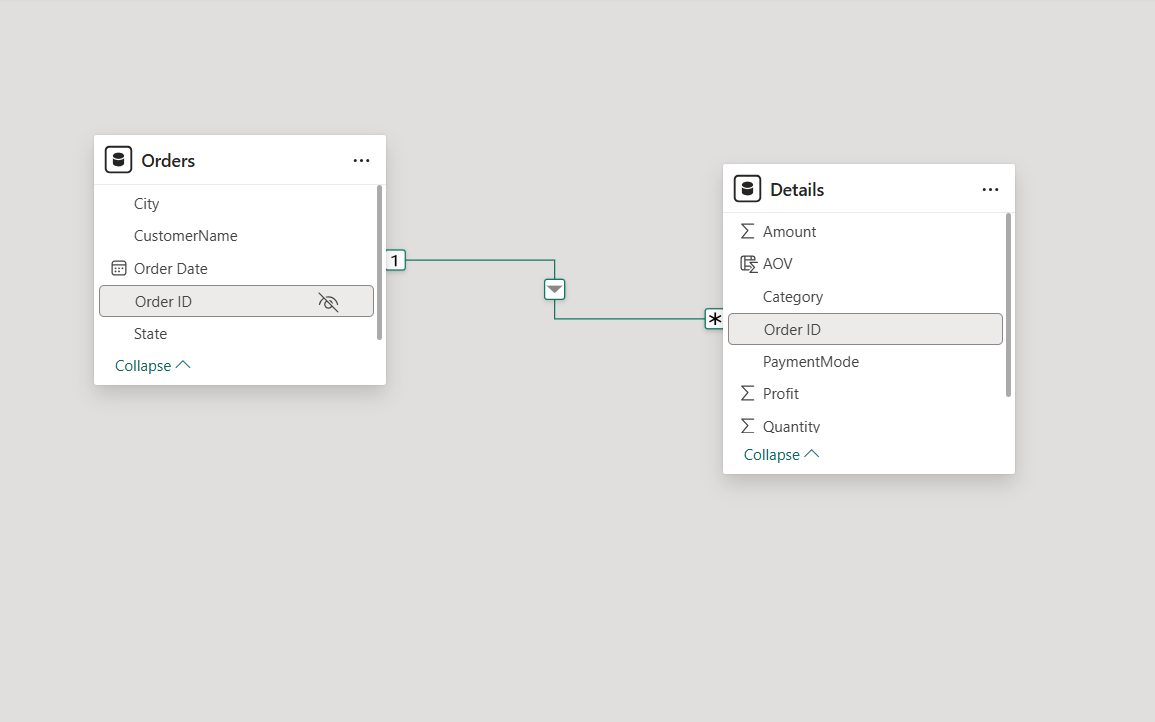 Orders
City
CustomerName
Order Date
Order ID
State
Collapse
1
*
Details
Amount
AOV
Category
Order ID
PaymentMode
Profit
Quantity
Collapse